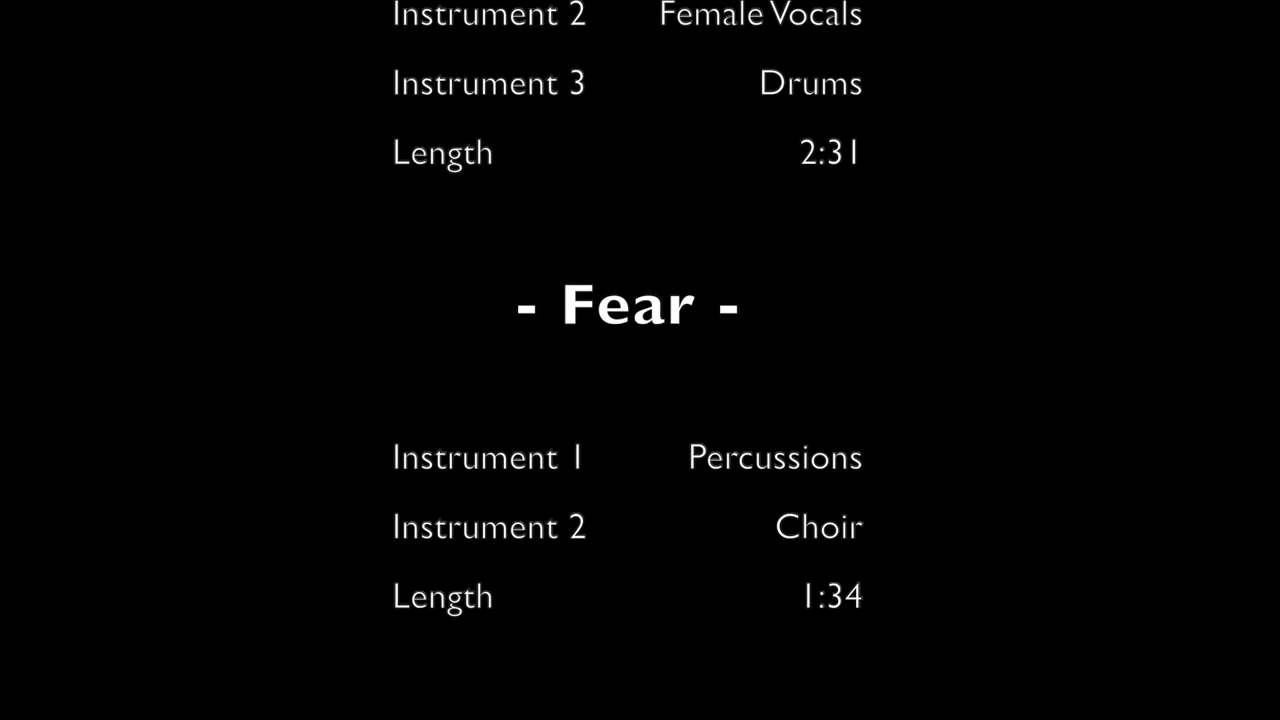 Instrument 2 Female Vocals
Instrument 3 Drums
Length 2:31
- Fear -
Instrument 1 Percussions
Instrument 2 Choir
Length 1:34